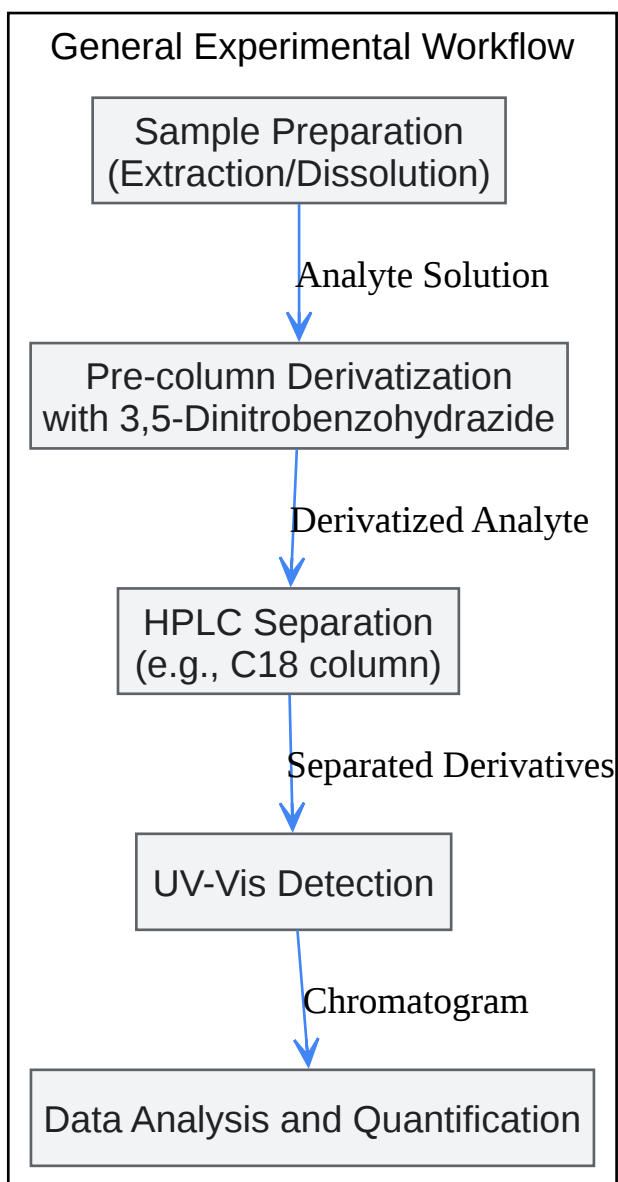 General Experimental Workflow
Sample Preparation
(Extraction/Dissolution)
Analyte Solution
Pre-column Derivatization
with 3,5-Dinitrobenzohydrazide
Derivatized Analyte
HPLC Separation
(e.g., C18 column)
Separated Derivatives
UV-Vis Detection
Chromatogram
Data Analysis and Quantification